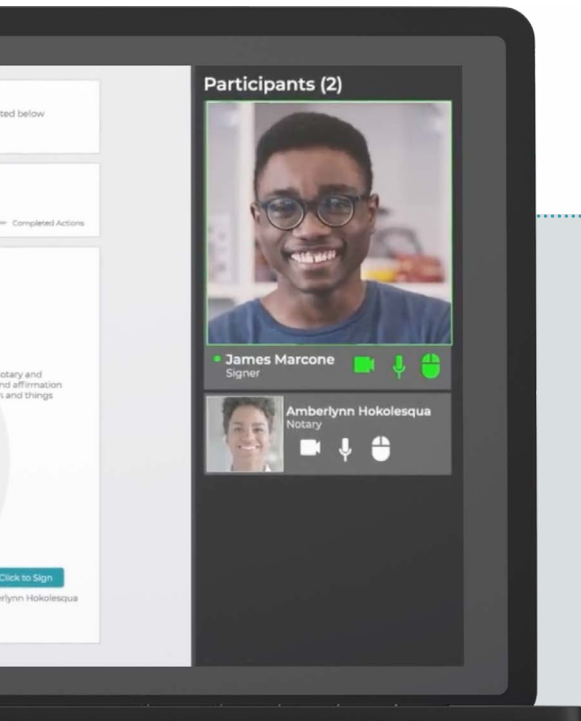 ted below
Completed Actions
otary and
nd affirmation
and things
Click to Sign
rlynn Hokolesqua
Participants (2)
James Marcone
Signer
Amberlynn Hokolesqua
Notary